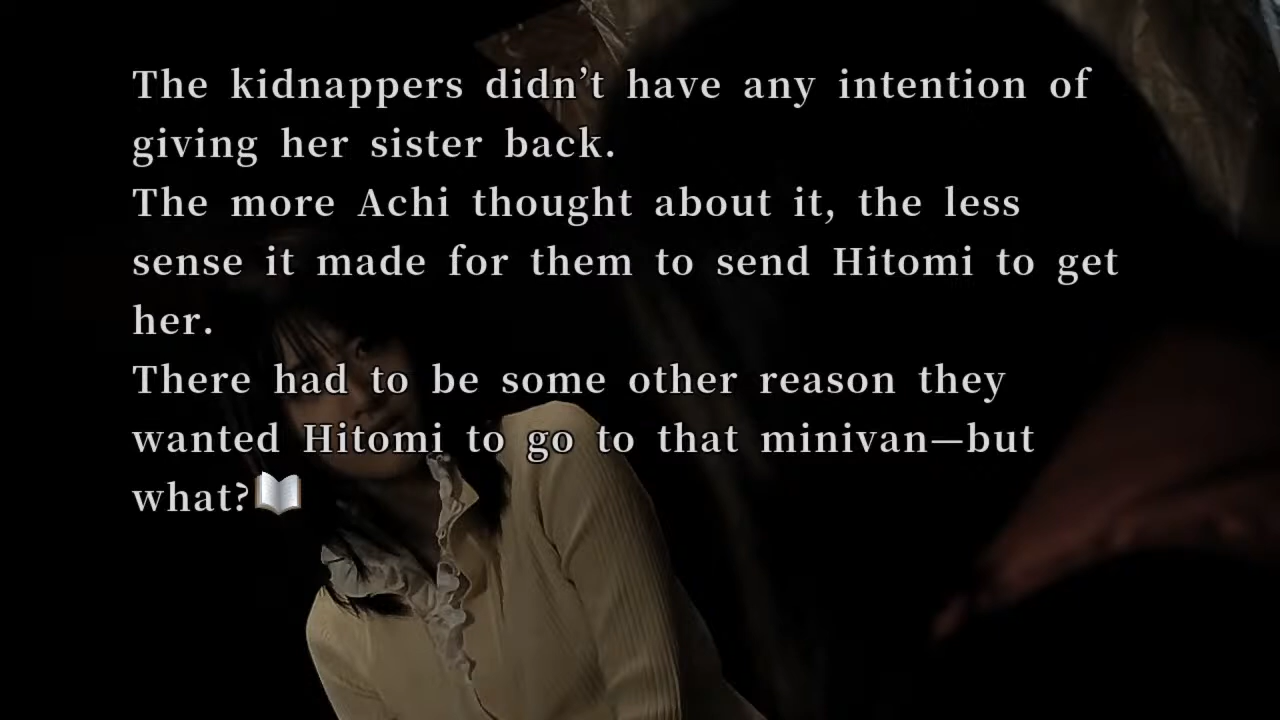 The kidnappers didn’t have any intention of
giving her sister back.
The more Achi thought about it, the less
sense it made for them to send Hitomi to get
her.
There had to be some other reason they
wanted Hitomi to go to that minivan—but
what?